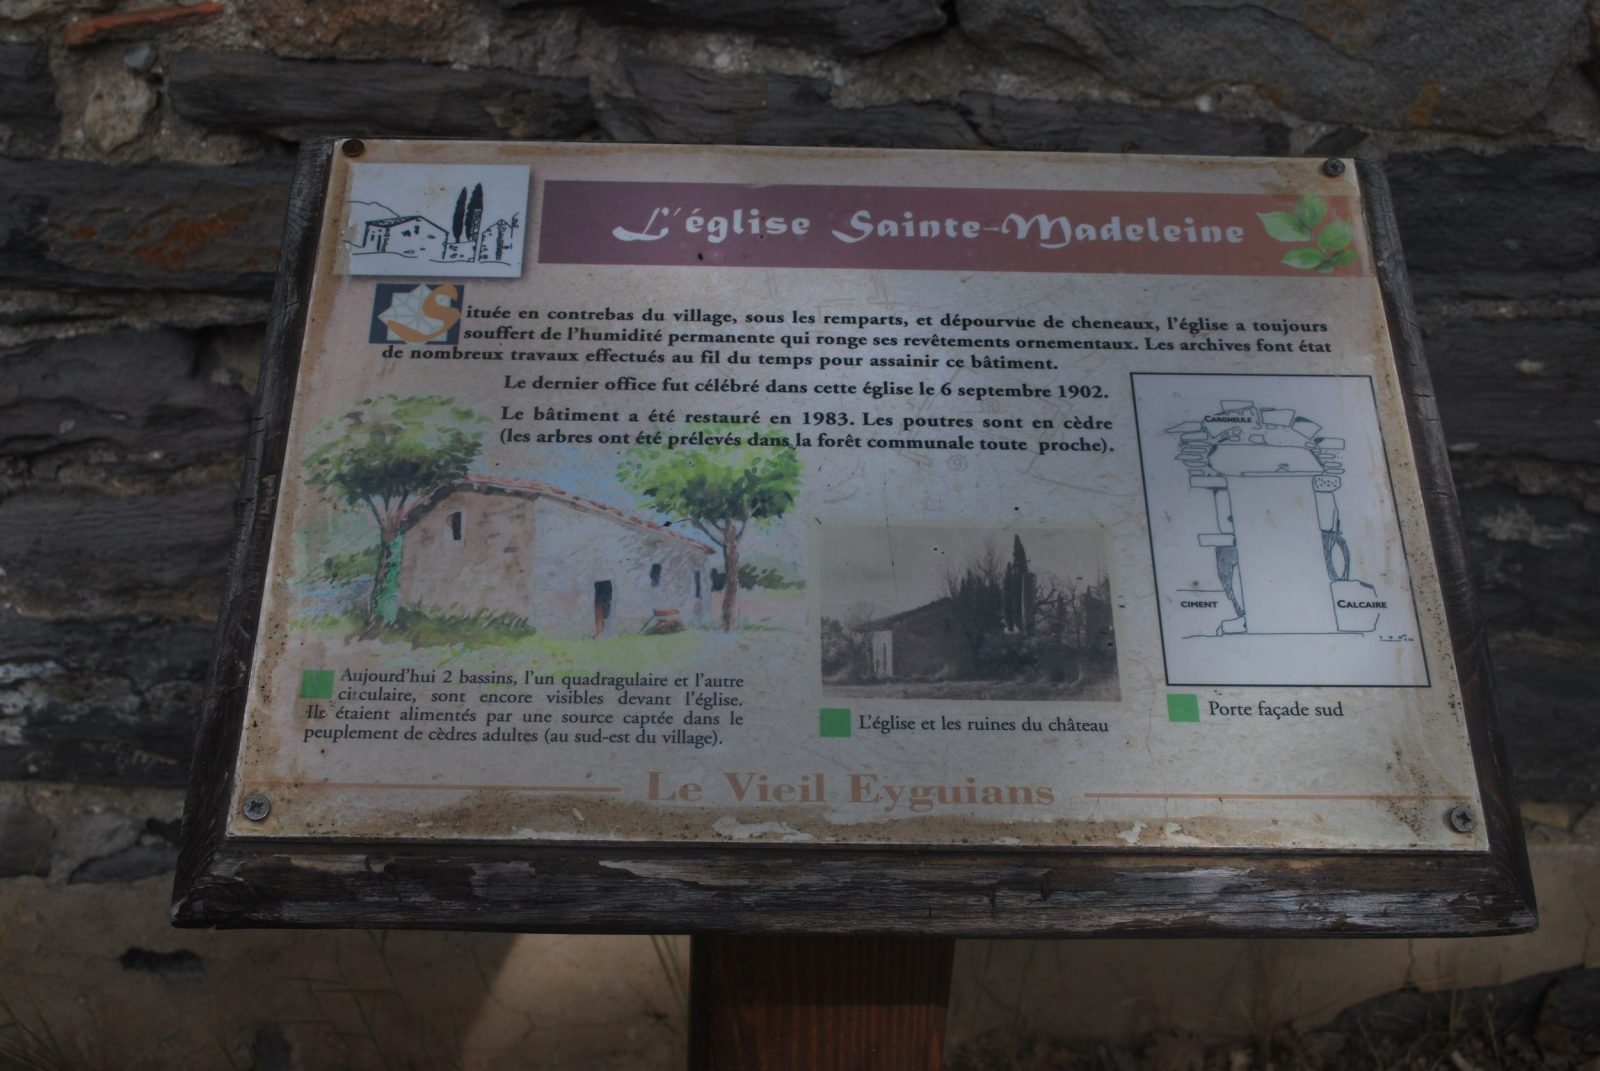 L'église Sainte-Madeleine
Située en contrebas du village, sous les remparts, et dépourvue de cheneaux, l'église a toujours
souffert de l'humidité permanente qui ronge ses revêtements ornementaux. Les archives font état
de nombreux travaux effectués au fil du temps pour assainir ce bâtiment.
Le dernier office fut célébré dans cette église le 6 septembre 1902.
Le bâtiment a été restauré en 1983. Les poutres sont en cèdre
(les arbres ont été prélevés dans la forêt communale toute proche).
CARGNEULE
CIMENT
CALCAIRE
Aujourd'hui 2 bassins, l'un quadragulaire et l'autre
circulaire, sont encore visibles devant l'église.
Ils étaient alimentés par une source captée dans le
peuplement de cèdres adultes (au sud-est du village).
L'église et les ruines du château
Porte façade sud
Le Vieil Eyguians